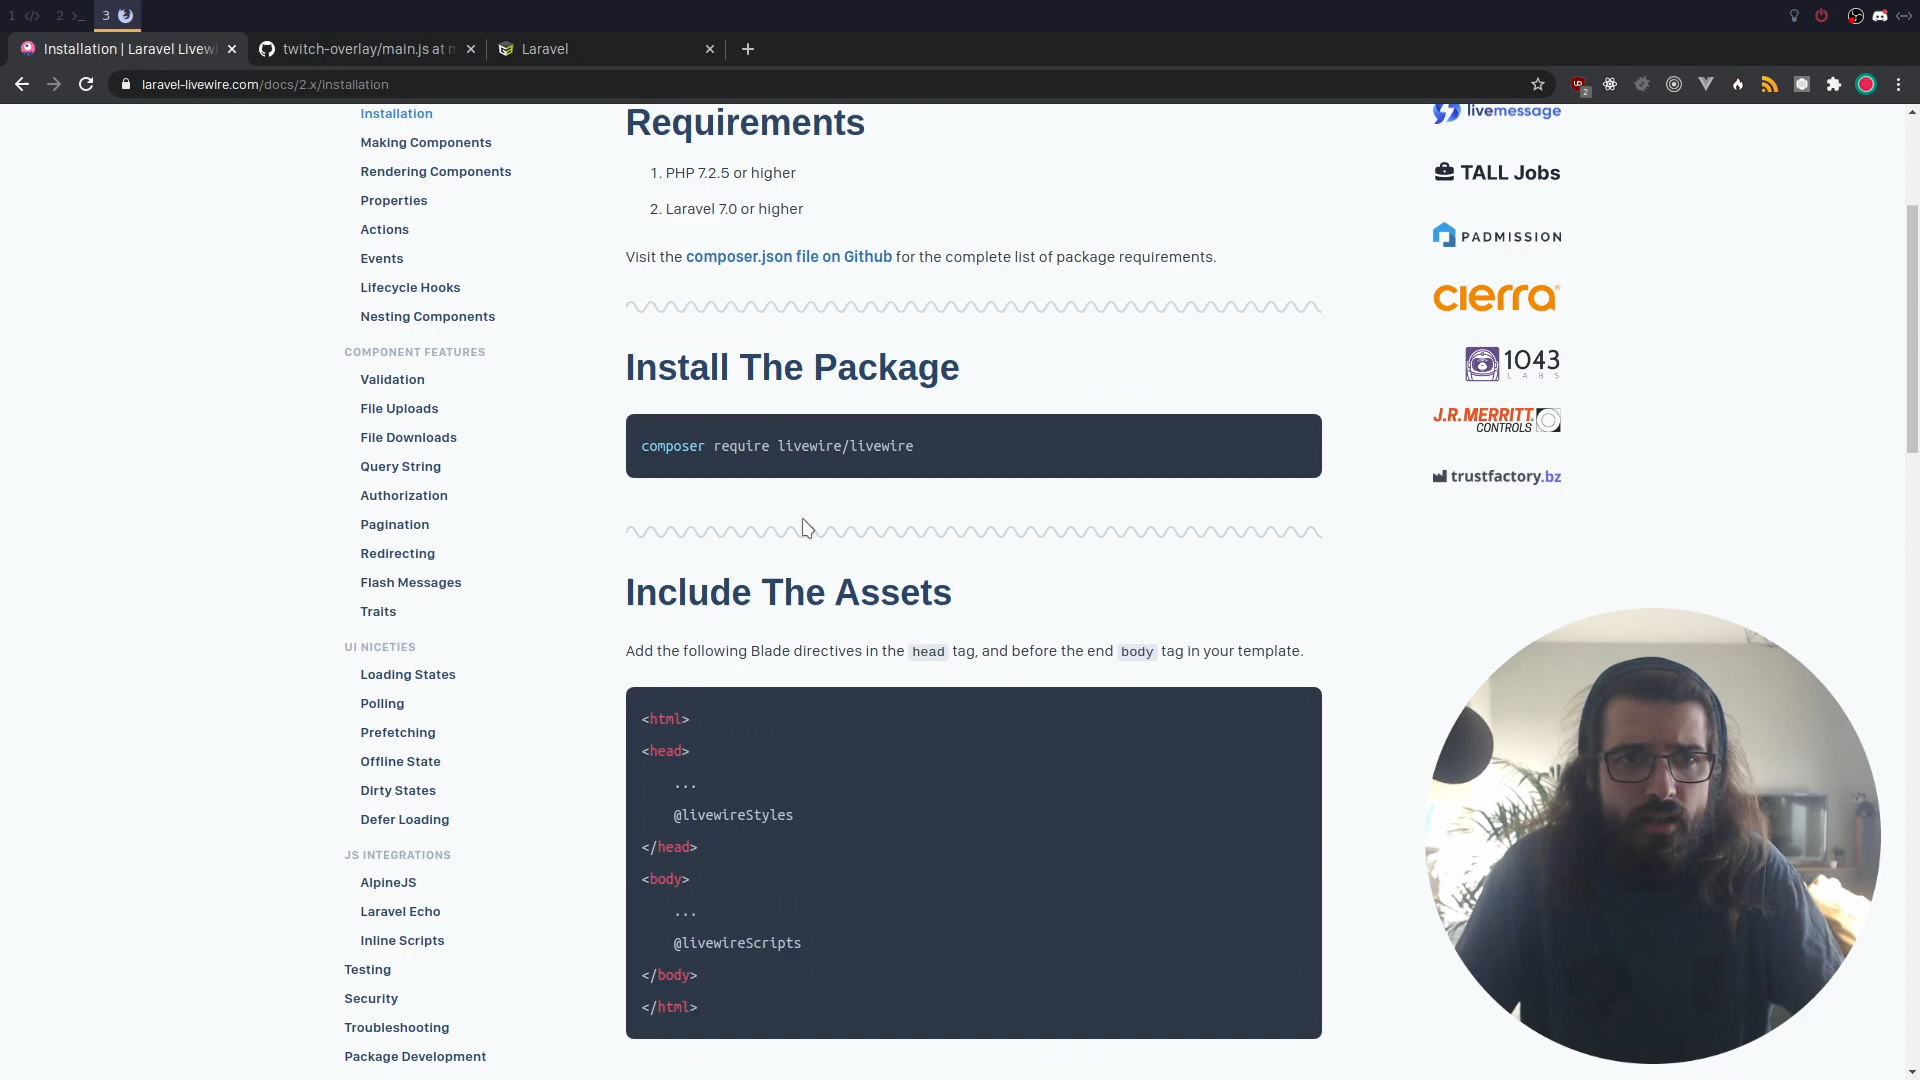 1 </>
2 >_
3
Installation | Laravel Livewi
twitch-overlay/main.js at m
Laravel
laravel-livewire.com/docs/2.x/installation
2
Installation
Making Components
Rendering Components
Properties
Actions
Events
Lifecycle Hooks
Nesting Components
COMPONENT FEATURES
Validation
File Uploads
File Downloads
Query String
Authorization
Pagination
Redirecting
Flash Messages
Traits
UI NICETIES
Loading States
Polling
Prefetching
Offline State
Dirty States
Defer Loading
JS INTEGRATIONS
AlpineJS
Laravel Echo
Inline Scripts
Testing
Security
Troubleshooting
Package Development
Requirements
1. PHP 7.2.5 or higher
2. Laravel 7.0 or higher
Visit the composer.json file on Github for the complete list of package requirements.
Install The Package
composer require livewire/livewire
Include The Assets
Add the following Blade directives in the head tag, and before the end body tag in your template.
<html>
<head>
...
@livewireStyles
</head>
<body>
...
@livewireScripts
</body>
</html>
livemessage
TALL Jobs
PADMISSION
cierra
1043
LABS
J.R.MERRITT
CONTROLS
trustfactory.bz